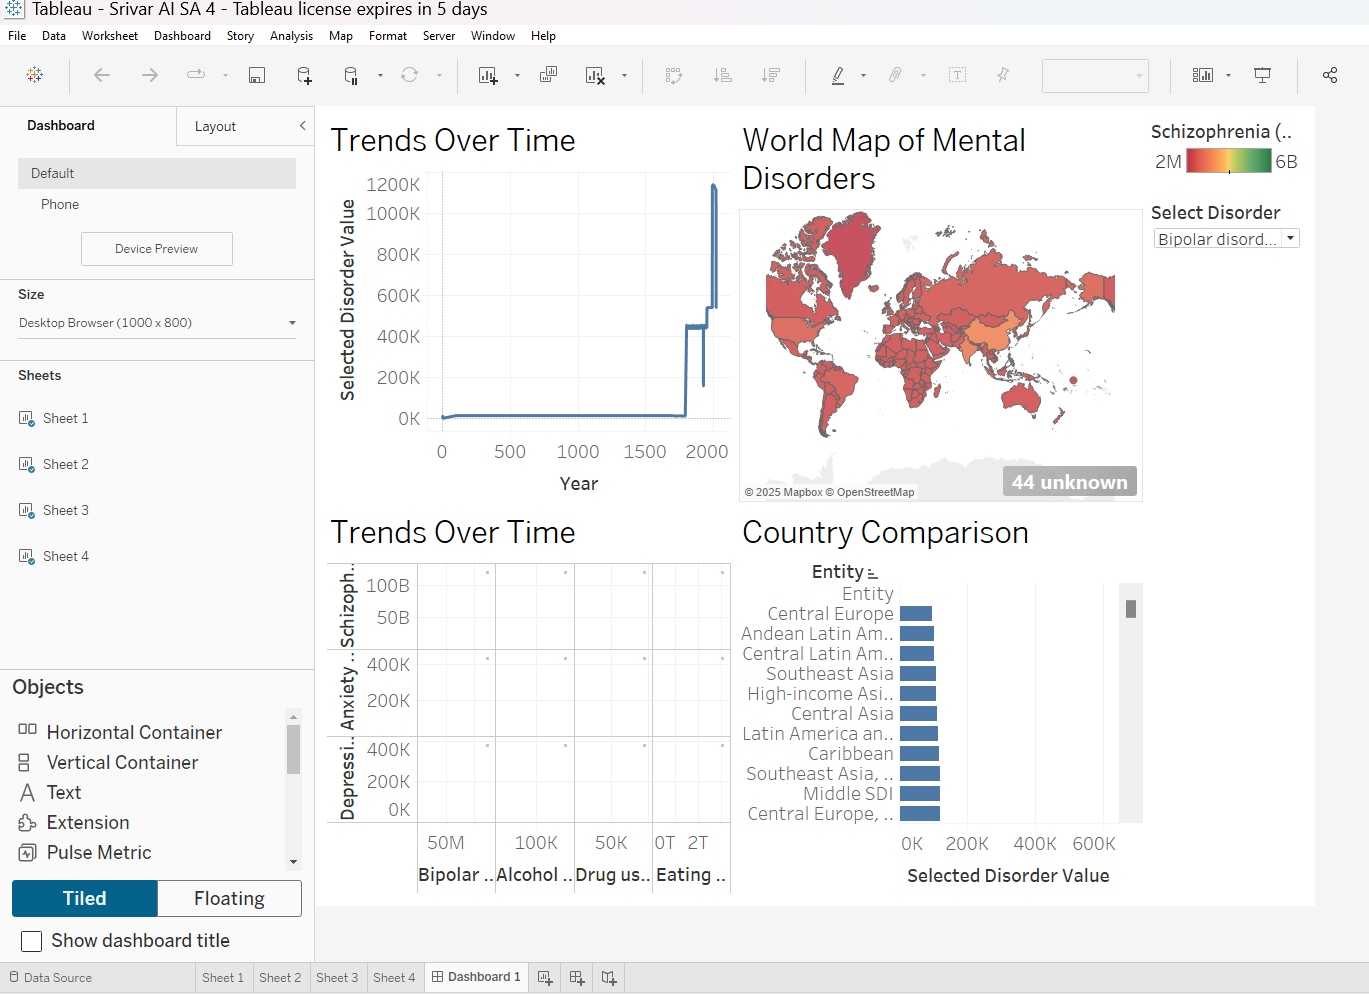 Tableau - Srivar AI SA 4 - Tableau license expires in 5 days
File Data Worksheet Dashboard Story Analysis Map Format Server Window Help
Dashboard
Layout
Default
Phone
Device Preview
Size
Desktop Browser (1000 x 800)
Sheets
Sheet 1
Sheet 2
Sheet 3
Sheet 4
Objects
Horizontal Container
Vertical Container
Text
Extension
Pulse Metric
Tiled
Floating
Show dashboard title
Trends Over Time
Selected Disorder Value
1200K
1000K
800K
600K
400K
200K
0K
0 500 1000 1500 2000
Year
World Map of Mental
Disorders
© 2025 Mapbox © OpenStreetMap
44 unknown
Schizophrenia (..
2M 6B
Select Disorder
Bipolar disord...
Trends Over Time
Schizoph..
100B
50B
Anxiety ..
400K
200K
Depressi..
400K
200K
0K
50M 100K 50K 0T 2T
Bipolar .. Alcohol .. Drug us.. Eating ..
Country Comparison
Entity
Entity
Central Europe
Andean Latin Am..
Central Latin Am..
Southeast Asia
High-income Asi..
Central Asia
Latin America an..
Caribbean
Southeast Asia, ..
Middle SDI
Central Europe, ..
0K 200K 400K 600K
Selected Disorder Value
Data Source Sheet 1 Sheet 2 Sheet 3 Sheet 4 Dashboard 1